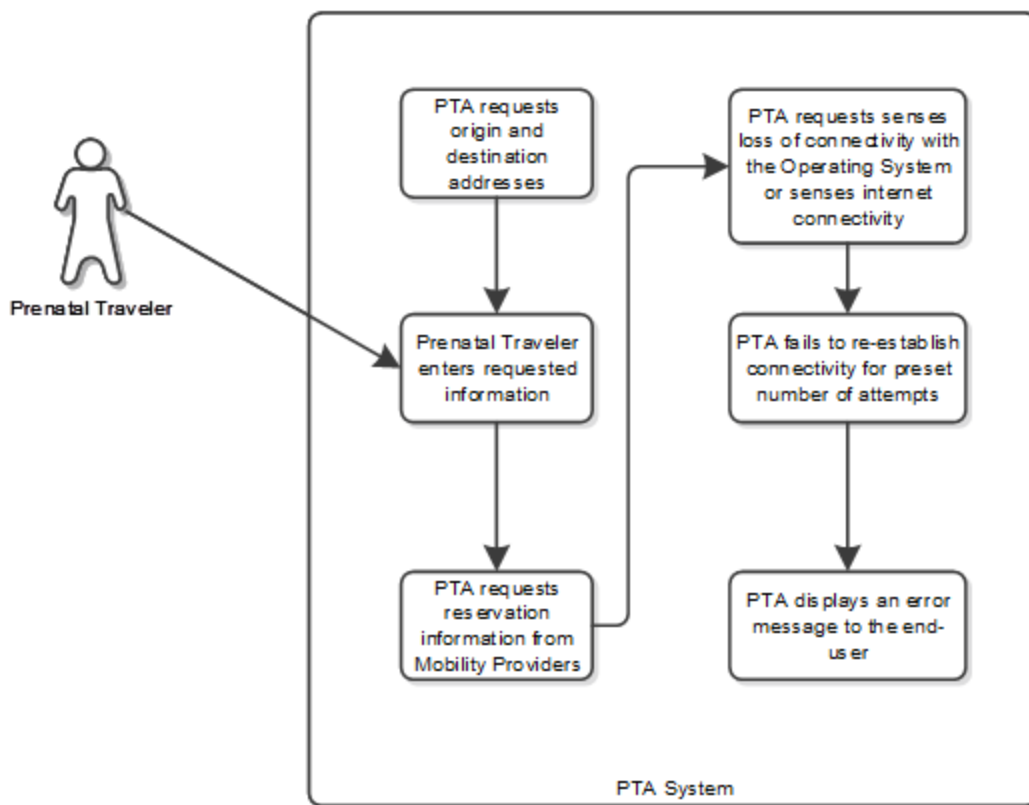 PTA requests
origin and
destination
addresses
PTA requests senses
loss of connectivity with
the Operating System
or senses internet
connectivity
Prenatal Traveler
Prenatal Traveler
enters requested
information
PTA fails to re-establish
connectivity for preset
number of attempts
PTA requests
reservation
information from
Mobility Providers
PTA displays an error
message to the end-
user
PTA System